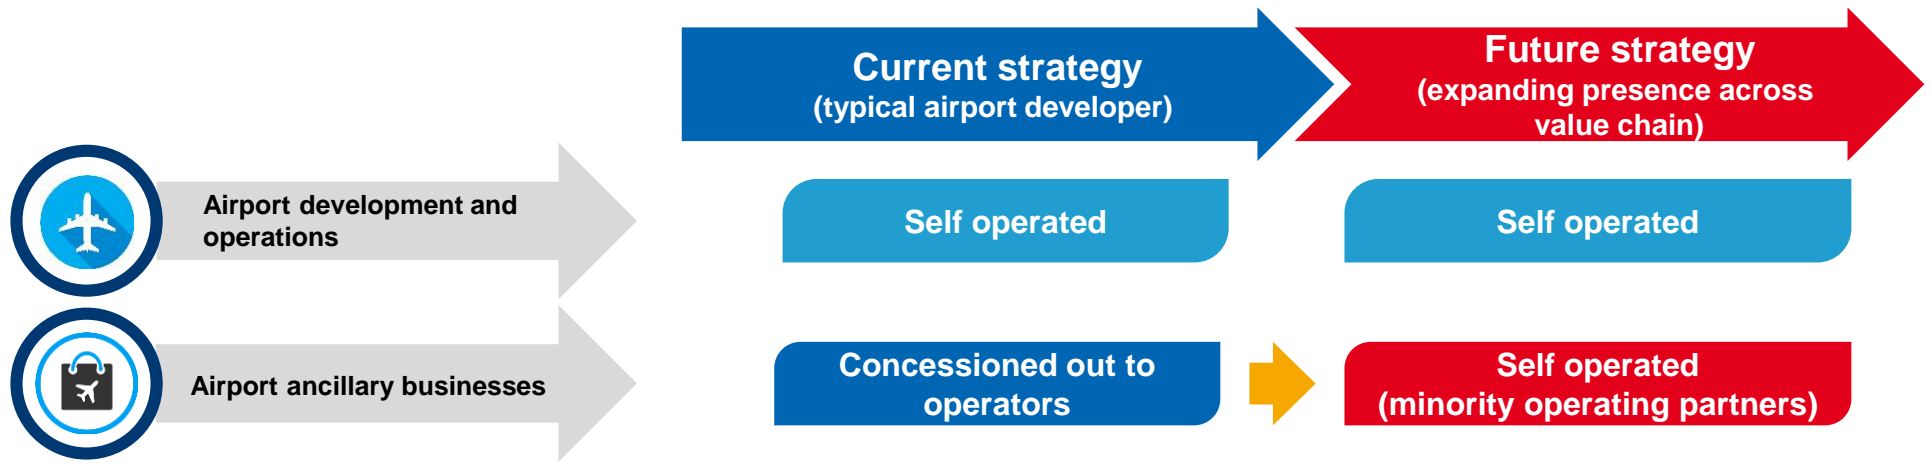 Current strategy
(typical airport developer)
Future strategy
(expanding presence across
value chain)
Airport development and
operations
Self operated
Self operated
Airport ancillary businesses
Concessioned out to
operators
Self operated
(minority operating partners)